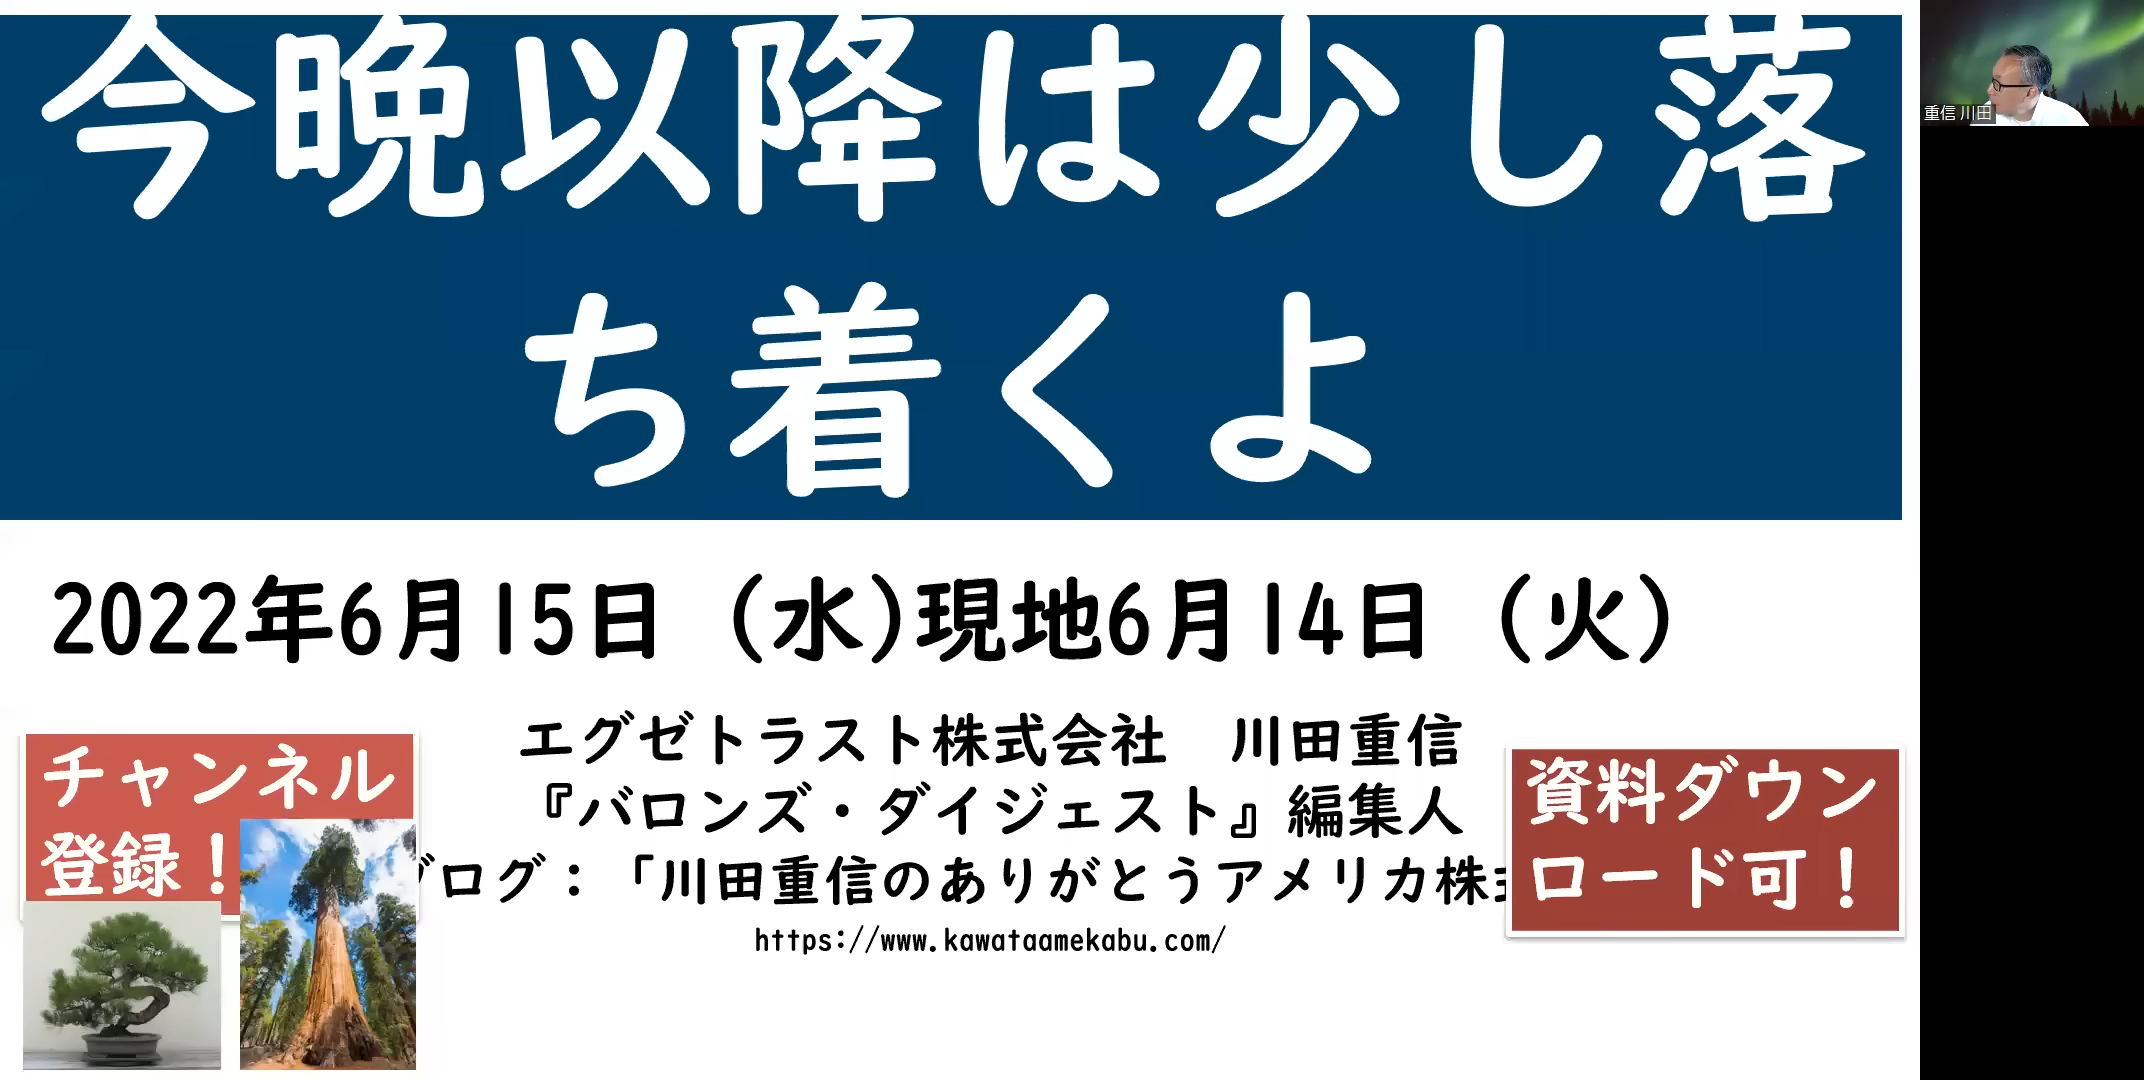 今晩以降は少し落
ち着くよ
2022年6月15日（水)現地6月14日（火）
エグゼトラスト株式会社　川田重信
『バロンズ・ダイジェスト』編集人
ブログ：「川田重信のありがとうアメリカ株
https://www.kawataamekabu.com/
チャンネル
登録！
資料ダウン
ロード可！
重信 川田